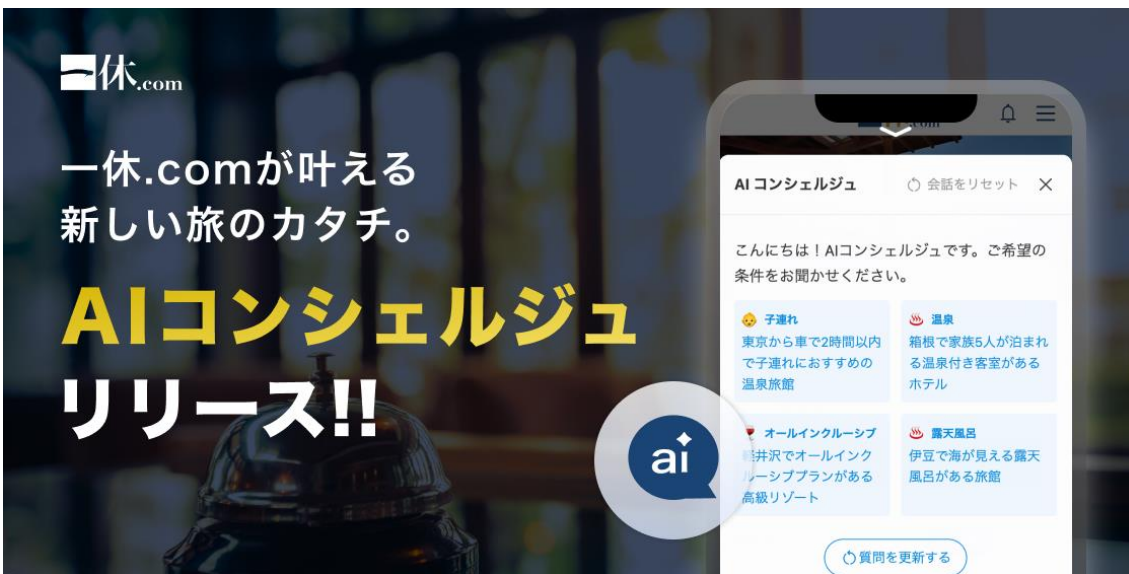 一休.com
一休.comが叶える
新しい旅のカタチ。
AIコンシェルジュ
リリース!!
ai
.com
AI コンシェルジュ
会話をリセット
こんにちは！AIコンシェルジュです。ご希望の
条件をお聞かせください。
子連れ
東京から車で2時間以内
で子連れにおすすめの
温泉旅館
温泉
箱根で家族5人が泊まれ
る温泉付き客室がある
ホテル
オールインクルーシブ
井沢でオールインク
ルーシブプランがある
高級リゾート
露天風呂
伊豆で海が見える露天
風呂がある旅館
質問を更新する